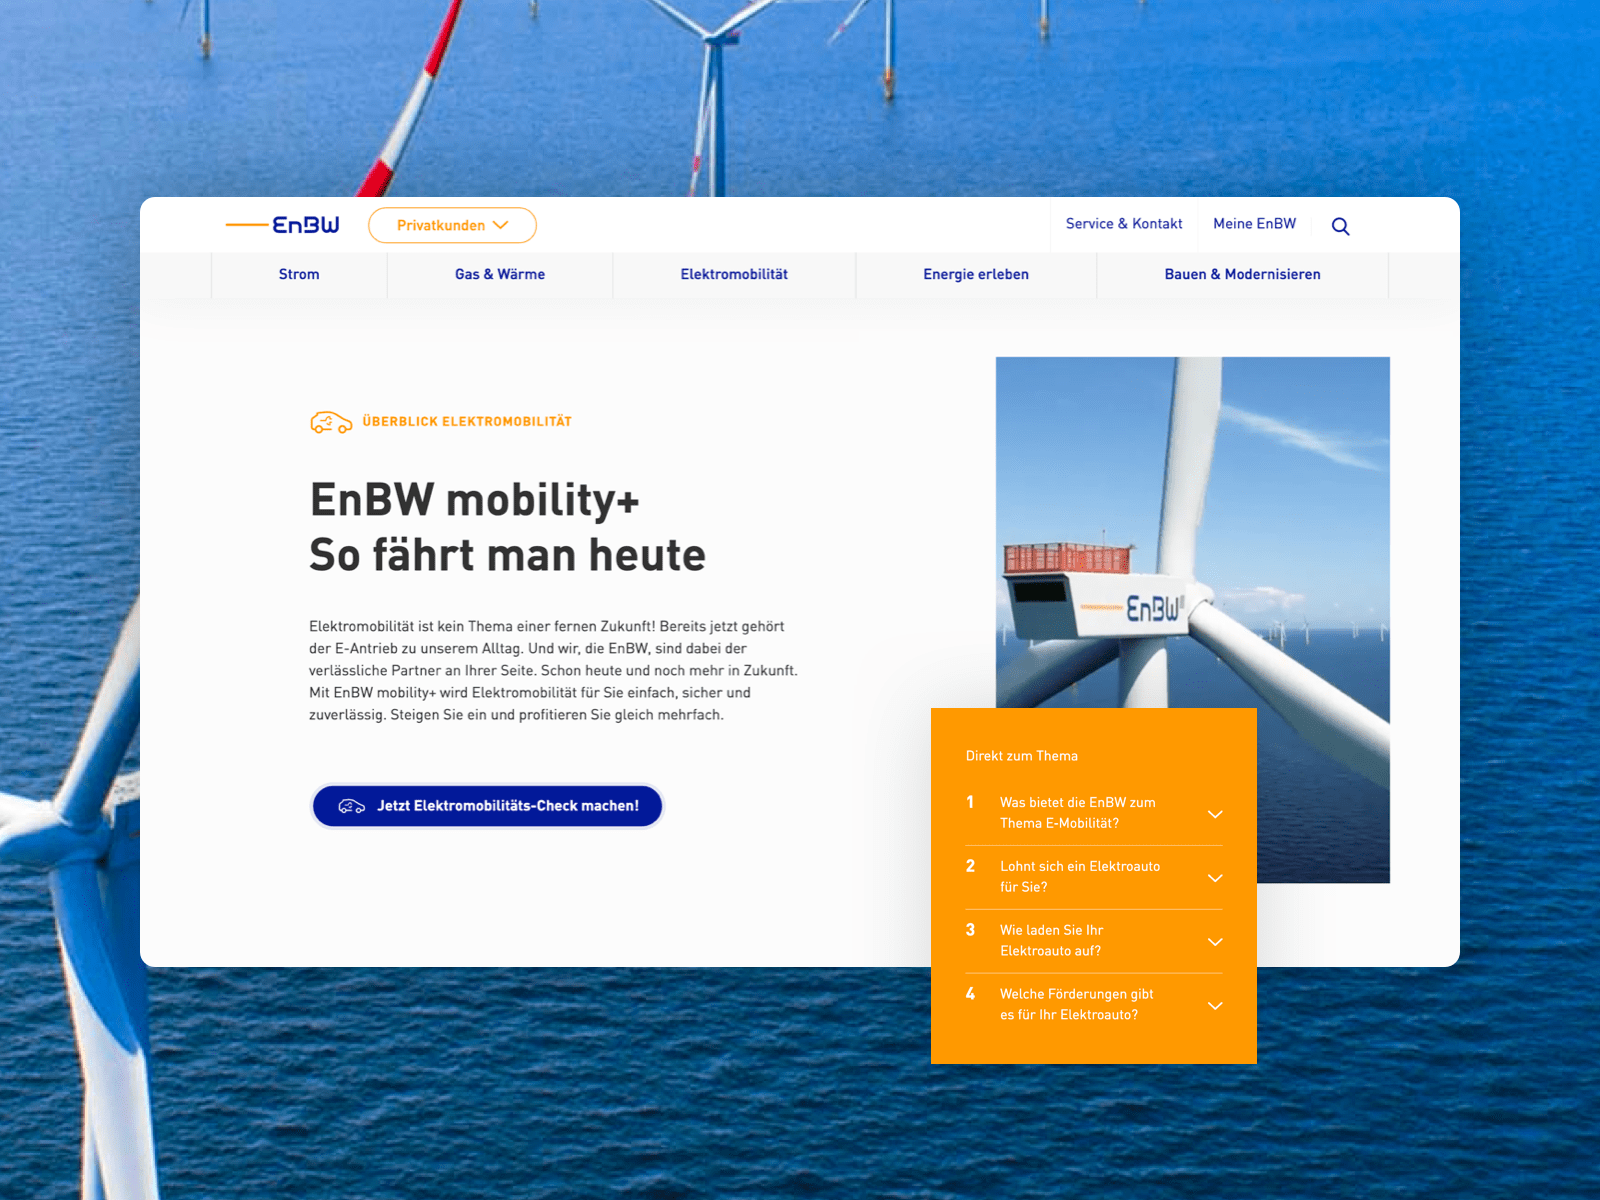 EnBW
Privatkunden
Service & Kontakt
Meine EnBW
Strom
Gas & Wärme
Elektromobilität
Energie erleben
Bauen & Modernisieren
ÜBERBLICK ELEKTROMOBILITÄT
EnBW mobility+
So fährt man heute
Elektromobilität ist kein Thema einer fernen Zukunft! Bereits jetzt gehört
der E-Antrieb zu unserem Alltag. Und wir, die EnBW, sind dabei der
verlässliche Partner an Ihrer Seite. Schon heute und noch mehr in Zukunft.
Mit EnBW mobility+ wird Elektromobilität für Sie einfach, sicher und
zuverlässig. Steigen Sie ein und profitieren Sie gleich mehrfach.
Jetzt Elektromobilitäts-Check machen!
EnBW
Direkt zum Thema
1 Was bietet die EnBW zum
Thema E-Mobilität?
2 Lohnt sich ein Elektroauto
für Sie?
3 Wie laden Sie Ihr
Elektroauto auf?
4 Welche Förderungen gibt
es für Ihr Elektroauto?